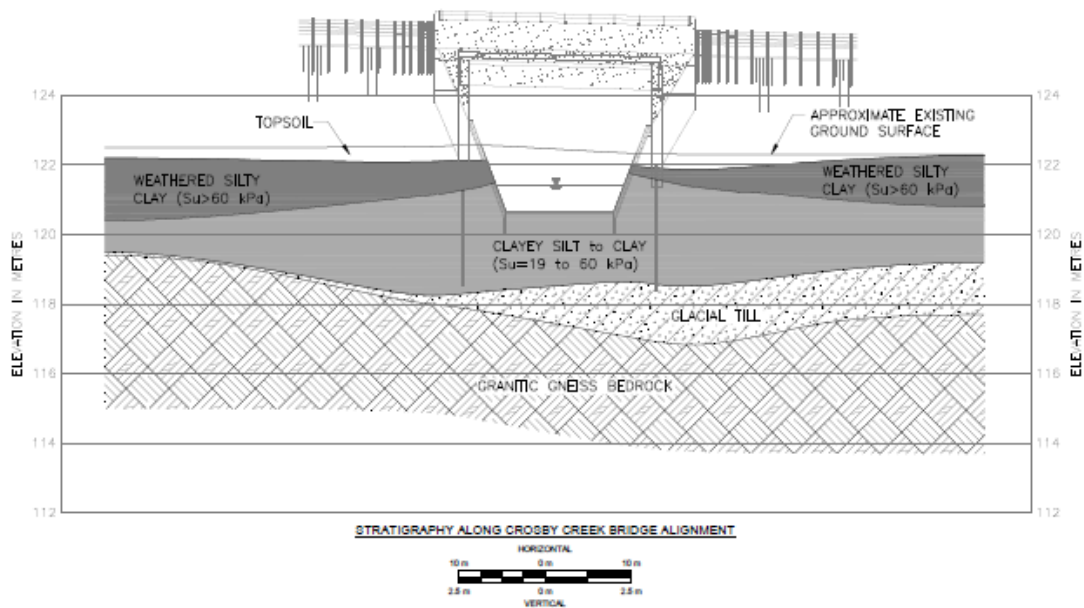 124
124
TOPSOIL
APPROXIMATE EXISTING
GROUND SURFACE
122
122
WEATHERED SILTY
CLAY (Su>60 kPa)
WEATHERED SILTY
CLAY (Su>60 kPa)
120
120
CLAYEY SILT to CLAY
(Su=19 to 60 kPa)
ELEVATION IN METRES
ELEVATION IN METRES
118
118
GLACIAL TILL
116
116
GRANITIC GNEISS BEDROCK
114
114
112
112
STRATIGRAPHY ALONG CROSBY CREEK BRIDGE ALIGNMENT
HORIZONTAL
10 m 0 m 10 m
2.5 m 0 m 2.5 m
VERTICAL